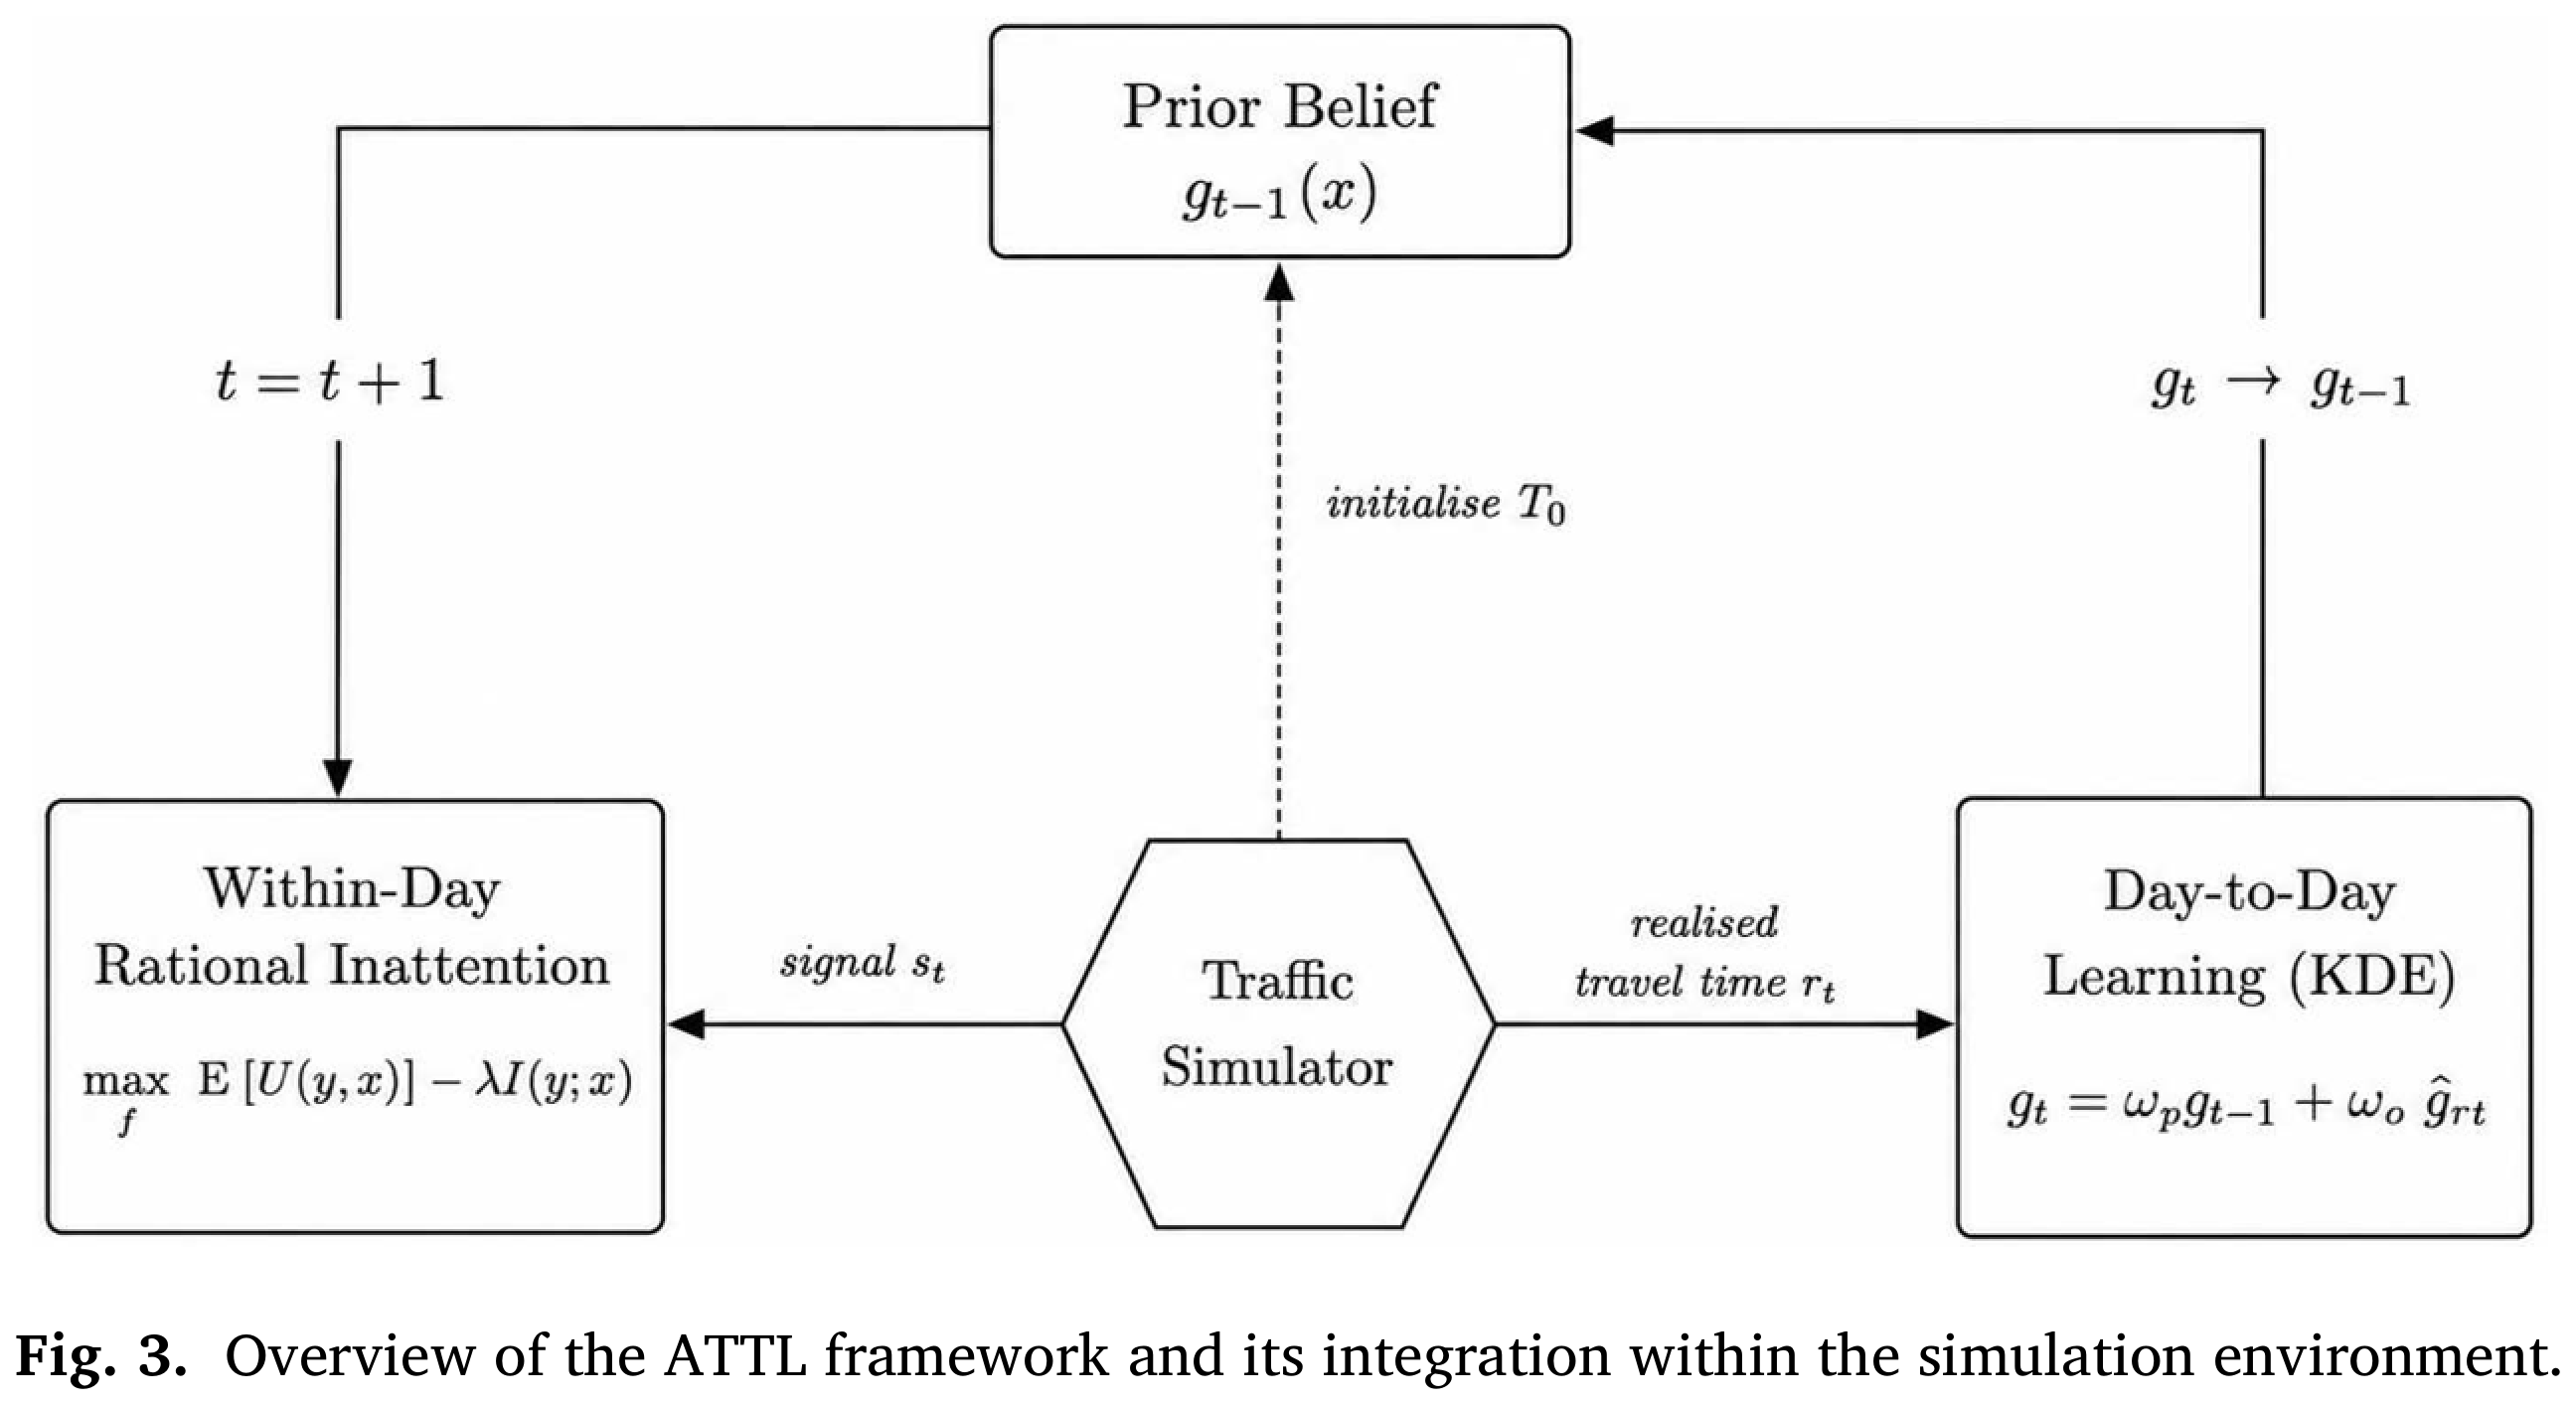 Prior Belief
g_{t−1}(x)
t = t + 1
g_t → g_{t−1}
initialise T_0
Within-Day
Rational Inattention
max_f E [U(y, x)] − λI(y; x)
signal s_t
Traffic
Simulator
realised
travel time r_t
Day-to-Day
Learning (KDE)
g_t = ω_p g_{t−1} + ω_o ĝ_{rt}
Fig. 3. Overview of the ATTL framework and its integration within the simulation environment.